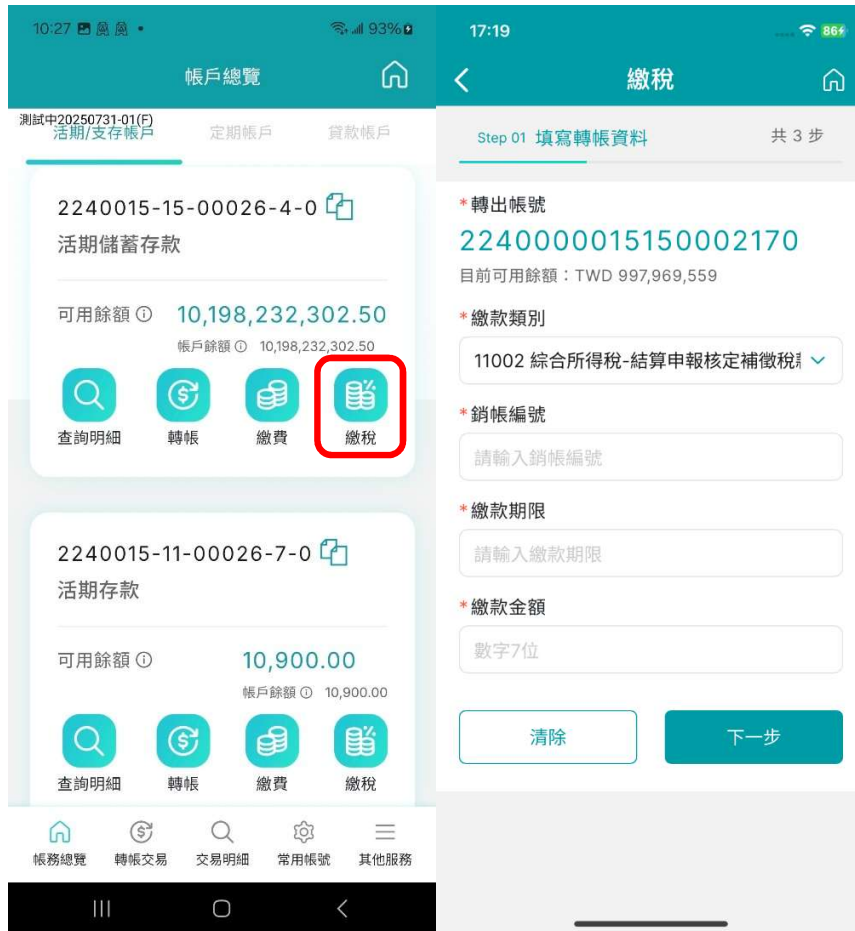 10:27
93%
帳戶總覽
測試中20250731-01(F)
活期/支存帳戶 定期帳戶 貸款帳戶
2240015-15-00026-4-0
活期儲蓄存款
可用餘額 10,198,232,302.50
帳戶餘額 10,198,232,302.50
查詢明細 轉帳 繳費 繳稅
2240015-11-00026-7-0
活期存款
可用餘額 10,900.00
帳戶餘額 10,900.00
查詢明細 轉帳 繳費 繳稅
帳務總覽 轉帳交易 交易明細 常用帳號 其他服務
17:19
86
繳稅
Step 01 填寫轉帳資料 共 3 步
*轉出帳號
2240000015150002170
目前可用餘額：TWD 997,969,559
*繳款類別
11002 綜合所得稅-結算申報核定補徵稅
*銷帳編號
請輸入銷帳編號
*繳款期限
請輸入繳款期限
*繳款金額
數字7位
清除 下一步